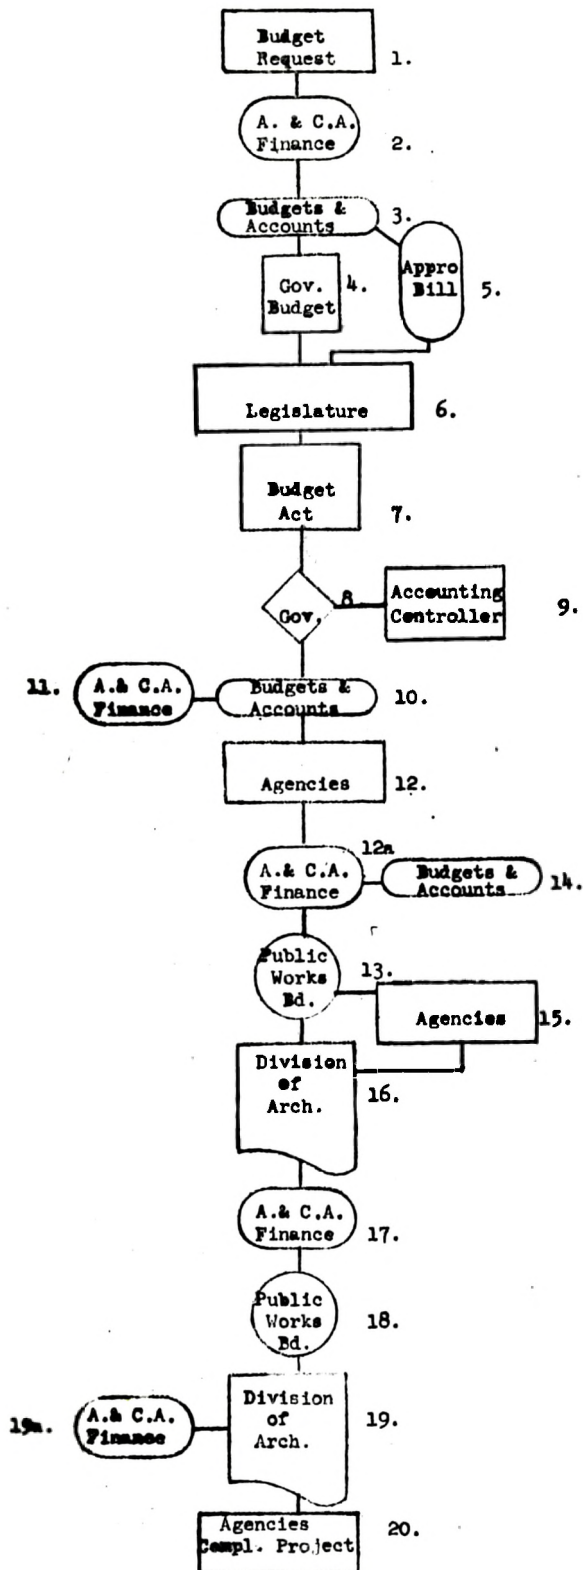 Budget
Request 1.
A. & C.A.
Finance 2.
Budgets &
Accounts 3.
Gov.
Budget 4.
Appro
Bill 5.
Legislature 6.
Budget
Act 7.
Gov. 8
Accounting
Controller 9.
Budgets &
Accounts 10.
11. A.& C.A.
Finance
Agencies 12.
12a
A.& C.A.
Finance
Budgets &
Accounts 14.
Public
Works
Bd. 13.
Agencies 15.
Division
of
Arch. 16.
A.& C.A.
Finance 17.
Public
Works
Bd. 18.
Division
of
Arch. 19.
19a. A.& C.A.
Finance
Agencies
Compl. Project 20.